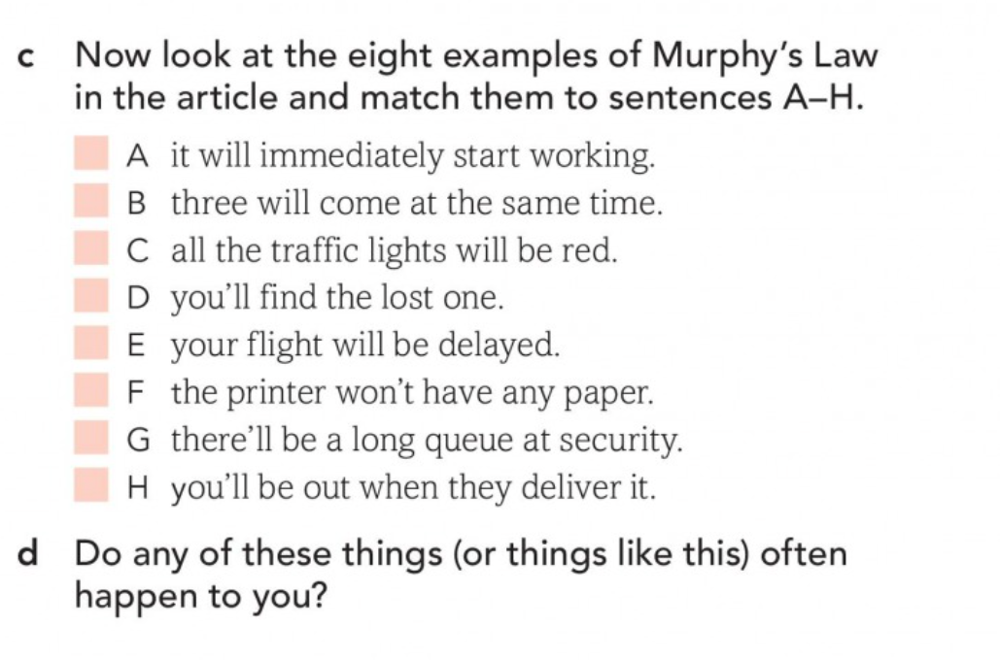 c Now look at the eight examples of Murphy's Law
in the article and match them to sentences A–H.
A it will immediately start working.
B three will come at the same time.
C all the traffic lights will be red.
D you'll find the lost one.
E your flight will be delayed.
F the printer won't have any paper.
G there'll be a long queue at security.
H you'll be out when they deliver it.
d Do any of these things (or things like this) often
happen to you?